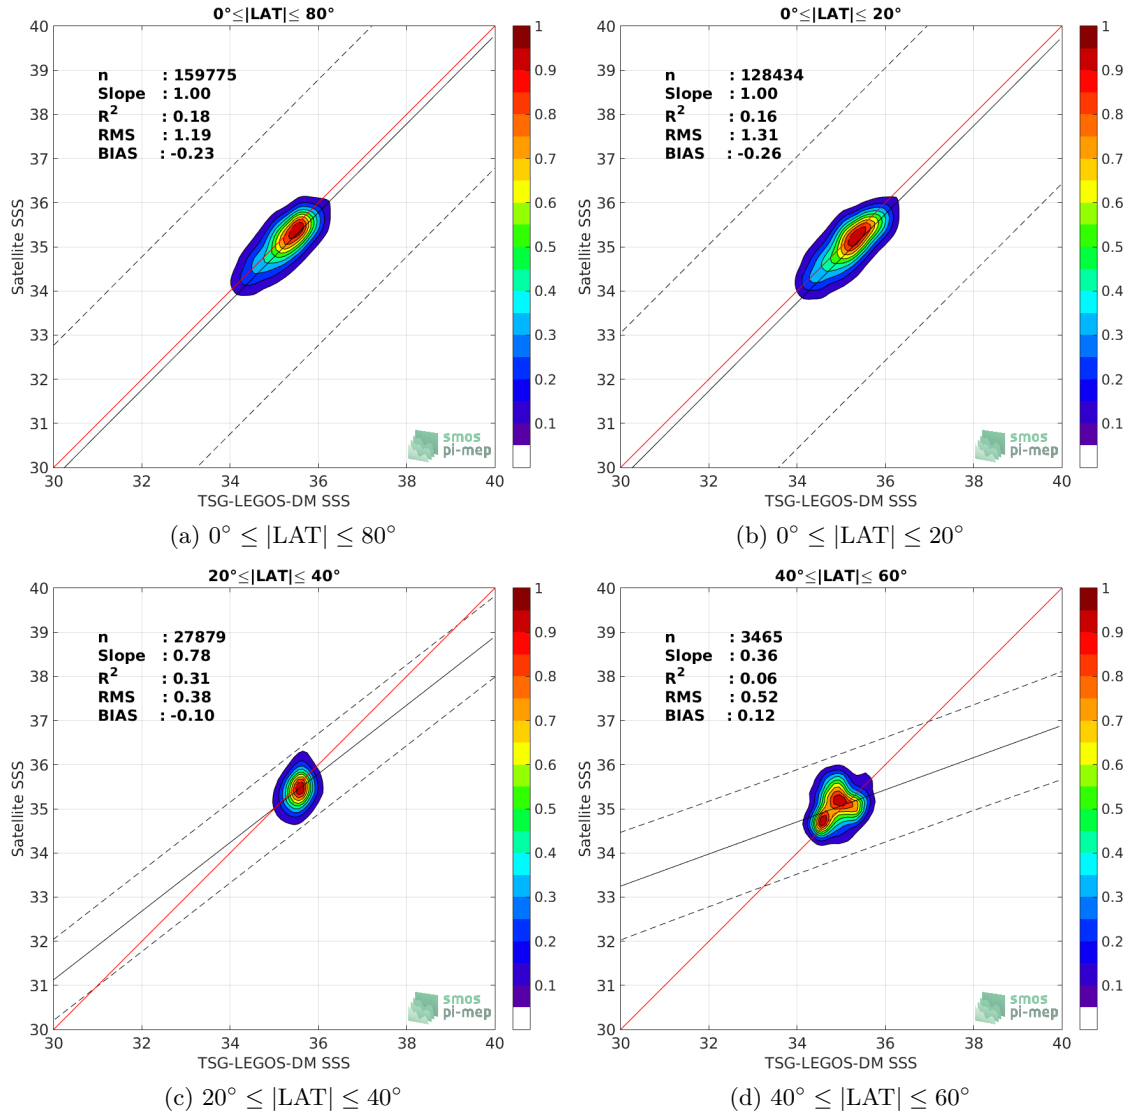 0°≤|LAT|≤ 80°
n : 159775
Slope : 1.00
R² : 0.18
RMS : 1.19
BIAS : -0.23
Satellite SSS
40
39
38
37
36
35
34
33
32
31
30
30 32 34 36 38 40
TSG-LEGOS-DM SSS
1
0.9
0.8
0.7
0.6
0.5
0.4
0.3
0.2
0.1
smos
pi-mep
(a) 0° ≤ |LAT| ≤ 80°
0°≤|LAT|≤ 20°
n : 128434
Slope : 1.00
R² : 0.16
RMS : 1.31
BIAS : -0.26
Satellite SSS
40
39
38
37
36
35
34
33
32
31
30
30 32 34 36 38 40
TSG-LEGOS-DM SSS
1
0.9
0.8
0.7
0.6
0.5
0.4
0.3
0.2
0.1
smos
pi-mep
(b) 0° ≤ |LAT| ≤ 20°
20°≤|LAT|≤ 40°
n : 27879
Slope : 0.78
R² : 0.31
RMS : 0.38
BIAS : -0.10
Satellite SSS
40
39
38
37
36
35
34
33
32
31
30
30 32 34 36 38 40
TSG-LEGOS-DM SSS
1
0.9
0.8
0.7
0.6
0.5
0.4
0.3
0.2
0.1
smos
pi-mep
(c) 20° ≤ |LAT| ≤ 40°
40°≤|LAT|≤ 60°
n : 3465
Slope : 0.36
R² : 0.06
RMS : 0.52
BIAS : 0.12
Satellite SSS
40
39
38
37
36
35
34
33
32
31
30
30 32 34 36 38 40
TSG-LEGOS-DM SSS
1
0.9
0.8
0.7
0.6
0.5
0.4
0.3
0.2
0.1
smos
pi-mep
(d) 40° ≤ |LAT| ≤ 60°